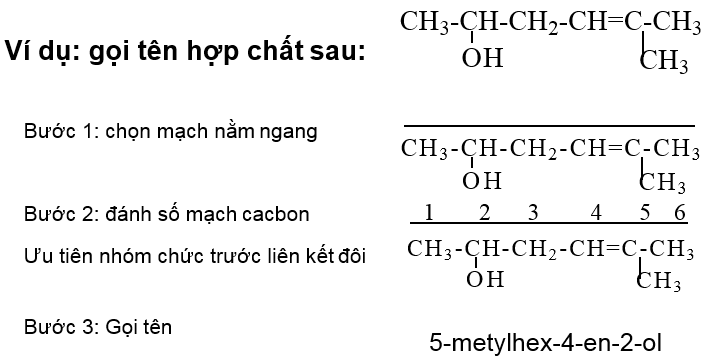 CH₃-CH-CH₂-CH=C-CH₃
Ví dụ: gọi tên hợp chất sau:
OH CH₃
Bước 1: chọn mạch nằm ngang
CH₃-CH-CH₂-CH=C-CH₃
OH CH₃
Bước 2: đánh số mạch cacbon
1 2 3 4 5 6
Ưu tiên nhóm chức trước liên kết đôi
CH₃-CH-CH₂-CH=C-CH₃
OH CH₃
Bước 3: Gọi tên
5-metylhex-4-en-2-ol